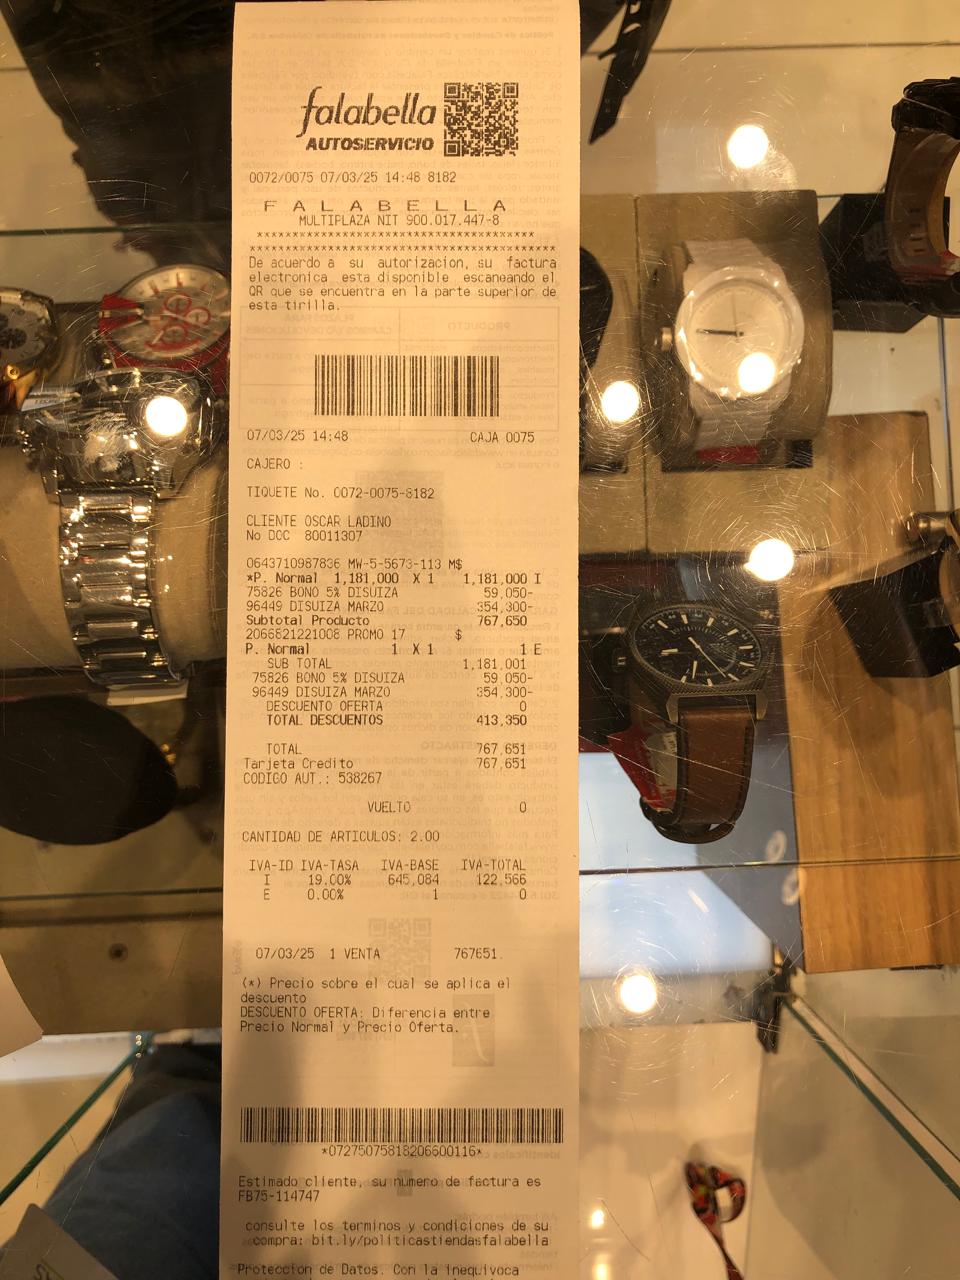 falabella
AUTOSERVICIO
0072/0075 07/03/25 14:48 8182
F A L A B E L L A
MULTIPLAZA NIT 900.017.447-8
**********************************
**************************************
De acuerdo a su autorizacion, su factura
electronica esta disponible escaneando el
QR que se encuentra en la parte superior de
esta tirilla.
07/03/25 14:48 CAJA 0075
CAJERO :
TIQUETE No. 0072-0075-8182
CLIENTE OSCAR LADINO
No DOC 80011307
0643710987836 MW-5-5673-113 M$
*P. Normal 1,181,000 X 1 1,181,000 I
75826 BONO 5% DISUIZA 59,050-
96449 DISUIZA MARZO 354,300-
Subtotal Producto 767,650
2066821221008 PROMO 17 $
P. Normal 1 X 1 1 E
SUB TOTAL 1,181,001
75826 BONO 5% DISUIZA 59,050-
96449 DISUIZA MARZO 354,300-
DESCUENTO OFERTA 0
TOTAL DESCUENTOS 413,350
TOTAL 767,651
Tarjeta Credito 767,651
CODIGO AUT.: 538267
VUELTO 0
CANTIDAD DE ARTICULOS: 2.00
IVA-ID IVA-TASA IVA-BASE IVA-TOTAL
I 19.00% 645,084 122,566
E 0.00% 1 0
07/03/25 1 VENTA 767651.
(*) Precio sobre el cual se aplica el
descuento
DESCUENTO OFERTA: Diferencia entre
Precio Normal y Precio Oferta.
*07275075818206600116*
Estimado cliente, su numero de factura es
FB75-114747
consulte los terminos y condiciones de su
compra: bit.ly/politicastiendasfalabella
Proteccion de Datos. Con la inequivoca